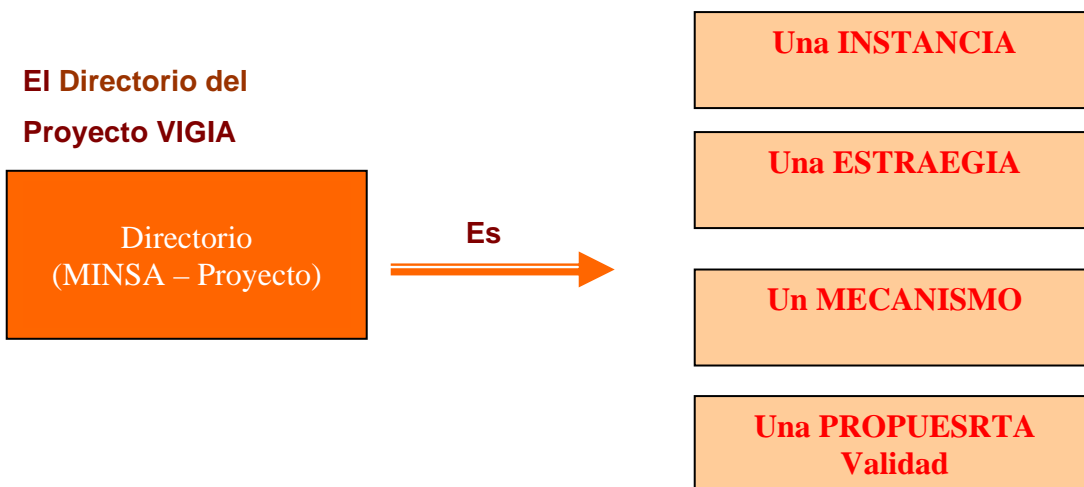 El Directorio del
Proyecto VIGIA
Directorio
(MINSA – Proyecto)
Es
Una INSTANCIA
Una ESTRAEGIA
Un MECANISMO
Una PROPUESRTA
Validad